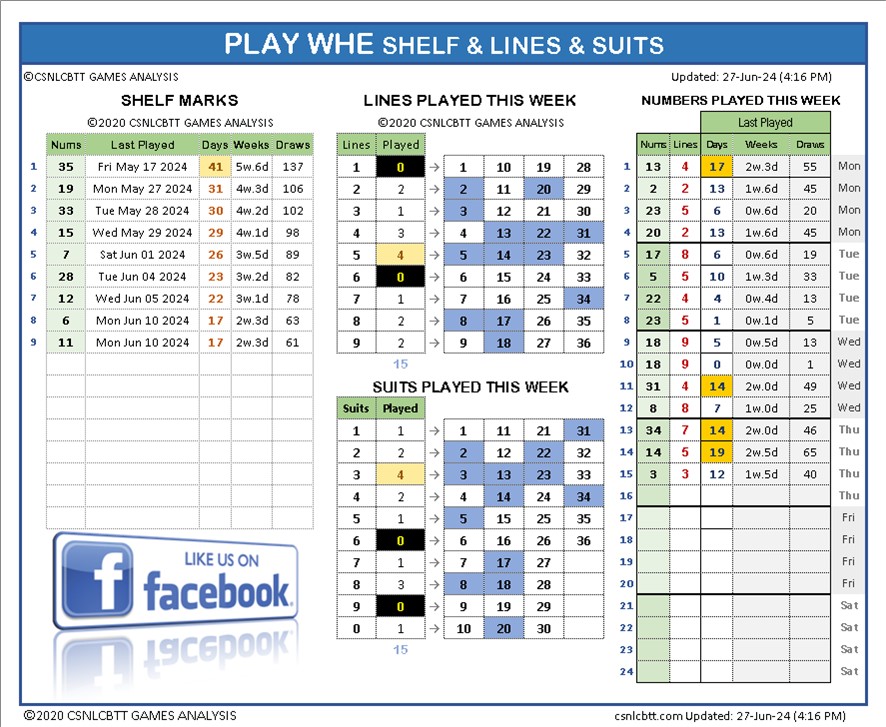 PLAY WHE SHELF & LINES & SUITS
©CSNLCBTT GAMES ANALYSIS
Updated: 27-Jun-24 (4:16 PM)
SHELF MARKS
©2020 CSNLCBTT GAMES ANALYSIS
Nums Last Played Days Weeks Draws
1 35 Fri May 17 2024 41 5w.6d 137
2 19 Mon May 27 2024 31 4w.3d 106
3 33 Tue May 28 2024 30 4w.2d 102
4 15 Wed May 29 2024 29 4w.1d 98
5 7 Sat Jun 01 2024 26 3w.5d 89
6 28 Tue Jun 04 2024 23 3w.2d 82
7 12 Wed Jun 05 2024 22 3w.1d 78
8 6 Mon Jun 10 2024 17 2w.3d 63
9 11 Mon Jun 10 2024 17 2w.3d 61
LIKE US ON
f facebook.
LINES PLAYED THIS WEEK
©2020 CSNLCBTT GAMES ANALYSIS
Lines Played
1 0 → 1 10 19 28
2 2 → 2 11 20 29
3 1 → 3 12 21 30
4 3 → 4 13 22 31
5 4 → 5 14 23 32
6 0 → 6 15 24 33
7 1 → 7 16 25 34
8 2 → 8 17 26 35
9 2 → 9 18 27 36
15
SUITS PLAYED THIS WEEK
Suits Played
1 1 → 1 11 21 31
2 2 → 2 12 22 32
3 4 → 3 13 23 33
4 2 → 4 14 24 34
5 1 → 5 15 25 35
6 0 → 6 16 26 36
7 1 → 7 17 27
8 3 → 8 18 28
9 0 → 9 19 29
0 1 → 10 20 30
15
NUMBERS PLAYED THIS WEEK
Last Played
Nums Lines Days Weeks Draws
1 13 4 17 2w.3d 55 Mon
2 2 2 13 1w.6d 45 Mon
3 23 5 6 0w.6d 20 Mon
4 20 2 13 1w.6d 45 Mon
5 17 8 6 0w.6d 19 Tue
6 5 5 10 1w.3d 33 Tue
7 22 4 4 0w.4d 13 Tue
8 23 5 1 0w.1d 5 Tue
9 18 9 5 0w.5d 13 Wed
10 18 9 0 0w.0d 1 Wed
11 31 4 14 2w.0d 49 Wed
12 8 8 7 1w.0d 25 Wed
13 34 7 14 2w.0d 46 Thu
14 14 5 19 2w.5d 65 Thu
15 3 3 12 1w.5d 40 Thu
16 Thu
17 Fri
18 Fri
19 Fri
20 Fri
21 Sat
22 Sat
23 Sat
24 Sat
©2020 CSNLCBTT GAMES ANALYSIS
csnlcbtt.com Updated: 27-Jun-24 (4:16 PM)